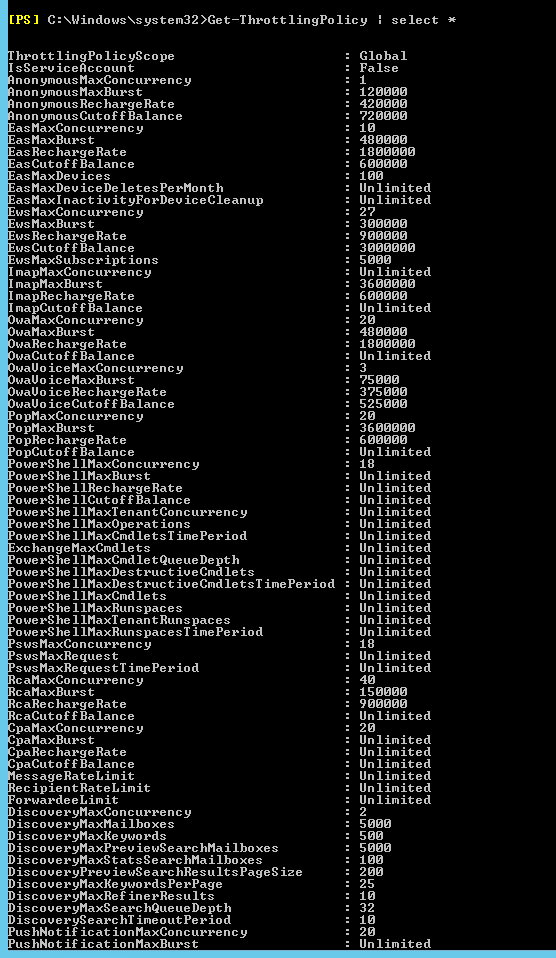 [PS] C:\Windows\system32>Get-ThrottlingPolicy | select *
ThrottlingPolicyScope : Global
IsServiceAccount : False
AnonymousMaxConcurrency : 1
AnonymousMaxBurst : 120000
AnonymousRechargeRate : 420000
AnonymousCutoffBalance : 720000
EasMaxConcurrency : 10
EasMaxBurst : 480000
EasRechargeRate : 1800000
EasCutoffBalance : 600000
EasMaxDevices : 100
EasMaxDeviceDeletesPerMonth : Unlimited
EasMaxInactivityForDeviceCleanup : Unlimited
EwsMaxConcurrency : 27
EwsMaxBurst : 300000
EwsRechargeRate : 900000
EwsCutoffBalance : 3000000
EwsMaxSubscriptions : 5000
ImapMaxConcurrency : Unlimited
ImapMaxBurst : 3600000
ImapRechargeRate : 600000
ImapCutoffBalance : Unlimited
OwaMaxConcurrency : 20
OwaMaxBurst : 480000
OwaRechargeRate : 1800000
OwaCutoffBalance : Unlimited
OwaVoiceMaxConcurrency : 3
OwaVoiceMaxBurst : 75000
OwaVoiceRechargeRate : 375000
OwaVoiceCutoffBalance : 525000
PopMaxConcurrency : 20
PopMaxBurst : 3600000
PopRechargeRate : 600000
PopCutoffBalance : Unlimited
PowerShellMaxConcurrency : 18
PowerShellMaxBurst : Unlimited
PowerShellRechargeRate : Unlimited
PowerShellCutoffBalance : Unlimited
PowerShellMaxTenantConcurrency : Unlimited
PowerShellMaxOperations : Unlimited
PowerShellMaxCmdletsTimePeriod : Unlimited
ExchangeMaxCmdlets : Unlimited
PowerShellMaxCmdletQueueDepth : Unlimited
PowerShellMaxDestructiveCmdlets : Unlimited
PowerShellMaxDestructiveCmdletsTimePeriod : Unlimited
PowerShellMaxCmdlets : Unlimited
PowerShellMaxRunspaces : Unlimited
PowerShellMaxTenantRunspaces : Unlimited
PowerShellMaxRunspacesTimePeriod : Unlimited
PswsMaxConcurrency : 18
PswsMaxRequest : Unlimited
PswsMaxRequestTimePeriod : Unlimited
RcaMaxConcurrency : 40
RcaMaxBurst : 150000
RcaRechargeRate : 900000
RcaCutoffBalance : Unlimited
CpaMaxConcurrency : 20
CpaMaxBurst : Unlimited
CpaRechargeRate : Unlimited
CpaCutoffBalance : Unlimited
MessageRateLimit : Unlimited
RecipientRateLimit : Unlimited
ForwardeeLimit : Unlimited
DiscoveryMaxConcurrency : 2
DiscoveryMaxMailboxes : 5000
DiscoveryMaxKeywords : 500
DiscoveryMaxPreviewSearchMailboxes : 5000
DiscoveryMaxStatsSearchMailboxes : 100
DiscoveryPreviewSearchResultsPageSize : 200
DiscoveryMaxKeywordsPerPage : 25
DiscoveryMaxRefinerResults : 10
DiscoveryMaxSearchQueueDepth : 32
DiscoverySearchTimeoutPeriod : 10
PushNotificationMaxConcurrency : 20
PushNotificationMaxBurst : Unlimited